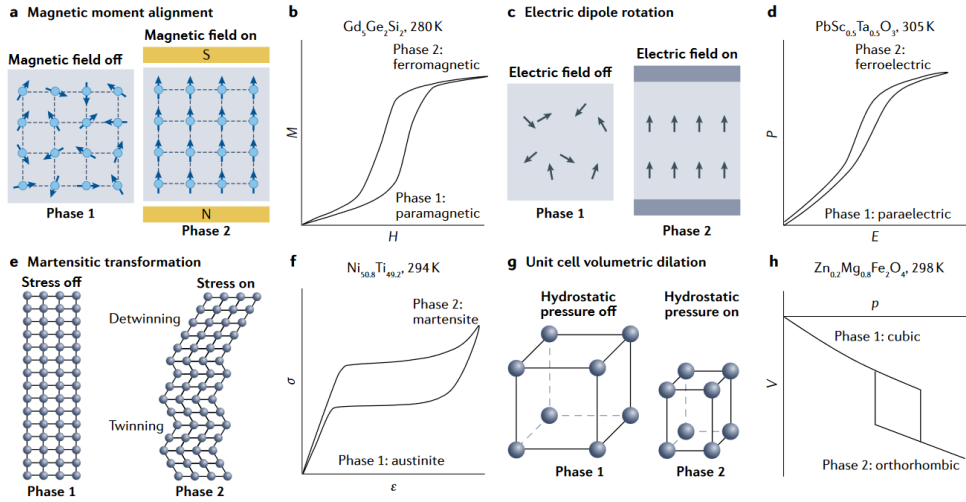 a Magnetic moment alignment
Magnetic field off
Magnetic field on
S
N
Phase 1
Phase 2
b
Gd5Ge2Si2, 280 K
Phase 2:
ferromagnetic
M
Phase 1:
paramagnetic
H
c Electric dipole rotation
Electric field off
Electric field on
Phase 1
Phase 2
d
PbSc0.5Ta0.5O3, 305 K
Phase 2:
ferroelectric
P
Phase 1: paraelectric
E
e Martensitic transformation
Stress off
Stress on
Detwinning
Twinning
Phase 1
Phase 2
f
Ni50.8Ti49.2, 294 K
Phase 2:
martensite
σ
Phase 1: austinite
ε
g Unit cell volumetric dilation
Hydrostatic
pressure off
Hydrostatic
pressure on
Phase 1
Phase 2
h
Zn0.2Mg0.8Fe2O4, 298 K
p
Phase 1: cubic
V
Phase 2: orthorhombic